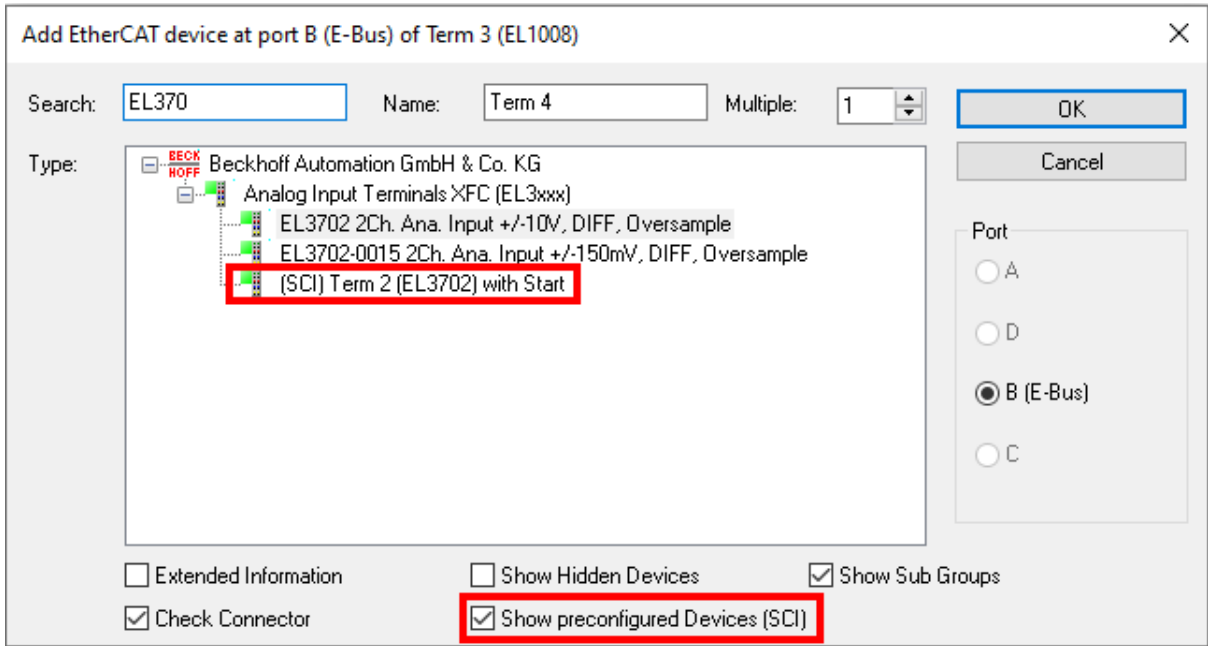 Add EtherCAT device at port B (E-Bus) of Term 3 (EL1008)
Search: EL370 Name: Term 4 Multiple: 1 OK
Type: BECKHOFF Beckhoff Automation GmbH & Co. KG Cancel
Analog Input Terminals XFC (EL3xxx)
EL3702 2Ch. Ana. Input +/-10V, DIFF, Oversample
Port
EL3702-0015 2Ch. Ana. Input +/-150mV, DIFF, Oversample
A
(SCI) Term 2 (EL3702) with Start
D
B (E-Bus)
C
Extended Information Show Hidden Devices Show Sub Groups
Check Connector Show preconfigured Devices (SCI)